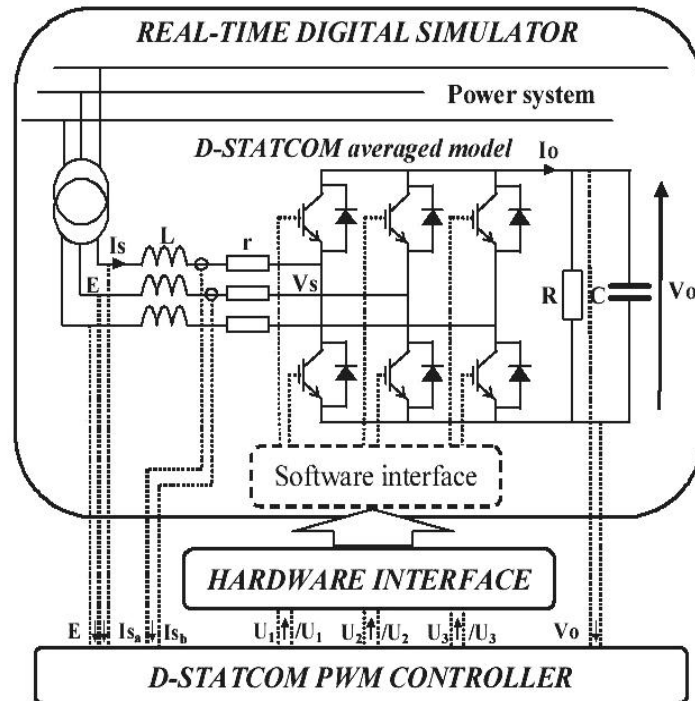 REAL-TIME DIGITAL SIMULATOR
Power system
D-STATCOM averaged model
Io
Is
L
r
E
Vs
R
C
Vo
Software interface
HARDWARE INTERFACE
E
Isa
Isb
U1
/U1
U2
/U2
U3
/U3
Vo
D-STATCOM PWM CONTROLLER